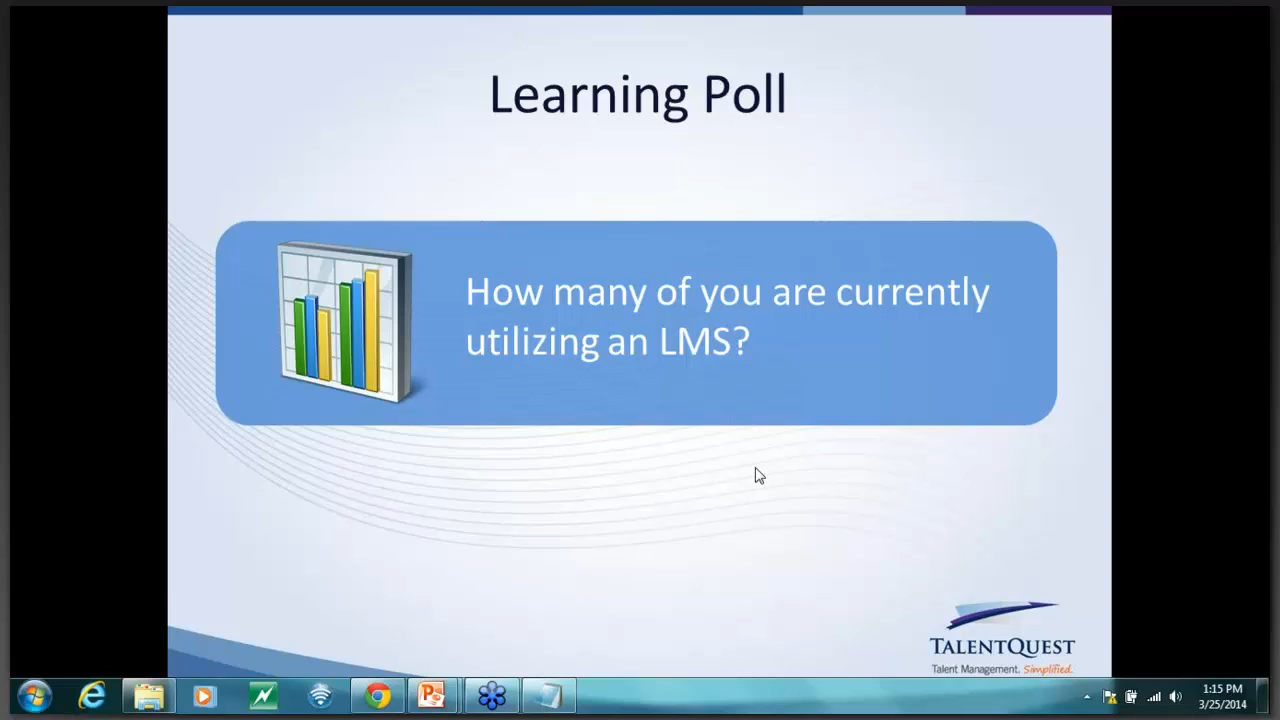 Learning Poll
How many of you are currently
utilizing an LMS?
TALENTQUEST
Talent Management. Simplified.
1:15 PM
3/25/2014